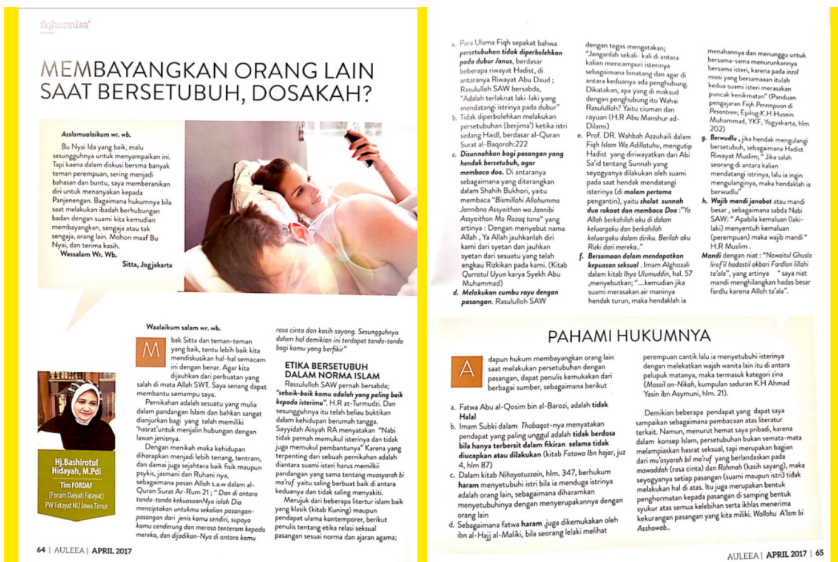 fiqhunnisa'
MEMBAYANGKAN ORANG LAIN
SAAT BERSETUBUH, DOSAKAH?
Asslamualaikum wr. wb.
Bu Nyai Ida yang baik, malu
sesungguhnya untuk menyampaikan ini.
Tapi kaena dalam diskusi bersma banyak
teman perempuan, sering menjadi
bahasan dan buntu, saya memberanikan
diri untuk menanyakan kepada
Panjenengan. Bagaimana hukumnya bila
saat melakukan ibadah berhubungan
badan dengan suami kita kemudian
membayangkan, sengaja atau tak
sengaja, orang lain. Mohon maaf Bu
Nyai, dan terima kasih.
Wassalam Wr. Wb.
Sitta, Jogjakarta
Waalaikum salam wr. wb.
Mbak Sitta dan teman-teman
yang baik, tentu lebih baik kita
mendiskusikan hal-hal semacam
ini dengan benar. Agar kita
dijauhkan dari perbuatan yang
salah di mata Allah SWT. Saya senang dapat
membantu semampu saya.
Pernikahan adalah sesuatu yang mulia
dalam pandangan Islam dan bahkan sangat
dianjurkan bagi yang telah memiliki
'hasrat'untuk menjalin hubungan dengan
lawan jenisnya.
Dengan menikah maka kehidupan
diharapkan menjadi lebih tenang, tentram,
dan damai juga sejahtera baik fisik maupun
psykis, jasmani dan Ruhani nya,
sebagaimana pesan Allah s.a.w dalam al-
Quran Surat Ar-Rum 21 ; " Dan di antara
tanda-tanda kekuasaan-Nya ialah Dia
menciptakan untukmu sekalian pasangan-
pasangan dari jenis kamu sendiri, supaya
kamu cenderung dan merasa tenteram kepada
mereka, dan dijadikan-Nya di antara kamu
rasa cinta dan kasih sayang. Sesungguhnya
dalam hal demikian ini terdapat tanda-tanda
bagi kamu yang berfikir"
ETIKA BERSETUBUH
DALAM NORMA ISLAM
Rasululloah SAW pernah bersabda;
"sebaik-baik kamu adalah yang paling baik
kepada isterimu". H.R at-Turmudzi. Dan
sesungguhnya itu telah beliau buktikan
dalam kehidupan berumah tangga.
Sayyidah Aisyah RA menyatakan "Nabi
tidak pernah memukul isterinya dan tidak
juga memukul pembantunya" Karena yang
terpenting dari sebuah pernikahan adalah
diantara suami isteri harus memilki
pandangan yang sama tentang muasyarah bi
ma'ruf yaitu saling berbuat baik di antara
keduanya dan tidak saling menyakiti.
Merujuk dari beberapa litertur islam baik
yang klasik (kitab Kuning) maupun
pendapat ulama kontemporer, berikut
penulis tentang etika relasi seksual
pasangan sesuai norma dan ajaran agama;
Hj.Bashirotul
Hidayah, M.Pdi
Tim FORDAF
(Foram Daiyah Fatayat)
PW Fatayat NU Jawa Timur
64 | AULEEA | APRIL 2017
a. Para Ulama Fiqh sepakat bahwa
persetubuhan tidak diperbolehkan
pada dubur /anus, berdasar
beberapa riwayat Hadist, di
antaranya Riwayat Abu Daud ;
Rasululloh SAW bersabda,
"Adalah terlaknat laki-laki yang
mendatangi istrinya pada dubur"
b. Tidak diperbolehkan melakukan
persetubuhan (berjima') ketika istri
sedang Haidl, berdasar al-Quran
Surat al-Baqoroh:222
c. Disunnahkan bagi pasangan yang
hendak bersetubuh, agar
membaca doa. Di antaranya
sebagaimana yang diterangkan
dalam Shahih Bukhori, yaitu
membaca "Bismillahi Allohumma
Jannibna Assyaithon wa Jannibi
Assyaithon Ma Razaq tana" yang
artinya : Dengan menyebut nama
Allah , Ya Allah jauhkanlah diri
kami dari syetan dan jauhkan
syetan dari sesuatu yang telah
engkau Rizkikan pada kami. (Kitab
Qurrotul Uyun karya Syekh Abu
Muhammad)
d. Melakukan cumbu rayu dengan
pasangan. Rasululloh SAW
dengan tegas mengatakan;
"Janganlah sekali- kali di antara
kalian mencampuri isterinya
sebagaimana binatang dan agar di
antara keduanya ada penghubung.
Dikatakan, apa yang di maksud
dengan penghubung itu Wahai
Rasulullah? Yaitu ciuman dan
rayuan (H.R Abu Manshur ad-
Dilami)
e. Prof. DR. Wahbah Azzuhaili dalam
Fiqh Islam Wa Adillatuhu, mengutip
Hadist yang diriwayatkan dari Abi
Sa'id tentang Sunnah yang
seyogyanya dilakukan oleh suami
pada saat hendak mendatangi
isterinya (di malam pertama
pengantin), yaitu sholat sunnah
dua rokaat dan membaca Doa :"Ya
Allah berkahilah aku di dalam
keluargaku dan berkahilah
keluargaku dalam diriku. Berilah aku
Rizki dari mereka.."
f. Bersamaan dalam mendapatkan
kepuasan seksual . Imam Alghozali
dalam kitab Ihya Ulumuddin, hal. 57
,menyebutkan; "....kemudian jika
suami merasakan air maninya
hendak turun, maka hendaklah ia
menahannya dan menunggu untuk
bersama-sama menurunkannya
bersama isteri, karena pada inzal
mani yang bersamaan itulah
kedua suami isteri merasakan
puncak kenikmatan" (Panduan
pengajaran Fiqh Perempuan di
Pesantren; Epilog.K.H Husein
Muhammad, YKF, Yogyakarta, hlm
202)
g. Berwudlu , jika hendak mengulangi
bersetubuh, sebagaimana Hadist
Riwayat Muslim; " Jika salah
seorang di antara kalian
mendatangi istrinya, lalu ia ingin
mengulanginya, maka hendaklah ia
berwudlu"
h. Wajib mandi janabat atau mandi
besar , sebagaimana sabda Nabi
SAW: " Apabila kemaluan (laki-
laki) menyentuh kemaluan
(perempuan) maka wajib mandi "
H.R Muslim .
Mandi dengan niat : "Nawaitul Ghusla
lirof'il hadastil akbari Fardlon lillahi
ta'ala", yang artinya " saya niat
mandi menghilangkan hadas besar
fardlu karena Alloh ta'ala".
PAHAMI HUKUMNYA
Adapun hukum membayangkan orang lain
saat melakukan persetubuhan dengan
pasangan, dapat penulis kemukakan dari
berbagai sumber, sebagaimana berikut
a. Fatwa Abu al-Qosim bin al-Barozi, adalah tidak
Halal
b. Imam Subki dalam Thobaqot-nya menyatakan
pendapat yang paling unggul adalah tidak berdosa
bila hanya terbersit dalam fikiran selama tidak
diucapkan atau dilakukan (kitab Fatawa Ibn hajar, juz
4, hlm 87)
c. Dalam kitab Nihayatuzzain, hlm. 347, berhukum
haram menyetubuhi istri bila ia menduga istrinya
adalah orang lain, sebagaimana diharamkan
menyetubuhinya dengan menyerupakannya dengan
orang lain
d. Sebagaimana fatwa haram ,juga dikemukakan oleh
ibn al-Hajj al-Maliki, bila seorang lelaki melihat
perempuan cantik lalu ia menyetubuhi isterinya
dengan melekatkan wajah wanita lain itu di antara
pelupuk matanya, maka termasuk kategori zina
(Massil an-Nikah, kumpulan saduran K.H Ahmad
Yasin ibn Asymuni, hlm. 21).
Demikian beberapa pendapat yang dapat saya
sampaikan sebagaimana pembacaan atas literatur
terkait. Namun, menurut hemat saya pribadi, karena
dalam konsep Islam, persetubuhan bukan semata-mata
melampiaskan hasrat seksual, tapi merupakan bagian
dari mu'asyarah bil ma'ruf yang berlandaskan pada
mawaddah (rasa cinta) dan Rahmah (kasih sayang), maka
seyogyanya setiap pasangan (suami maupun istri) tidak
melakukan hal di atas. Itu juga merupakan bentuk
penghormatan kepada pasangan di samping bentuk
syukur atas semua kelebihan serta ikhlas menerima
kekurangan pasangan yang kita miliki. Wallohu A'lam bi
Asshowab..
AULEEA | APRIL 2017 | 65